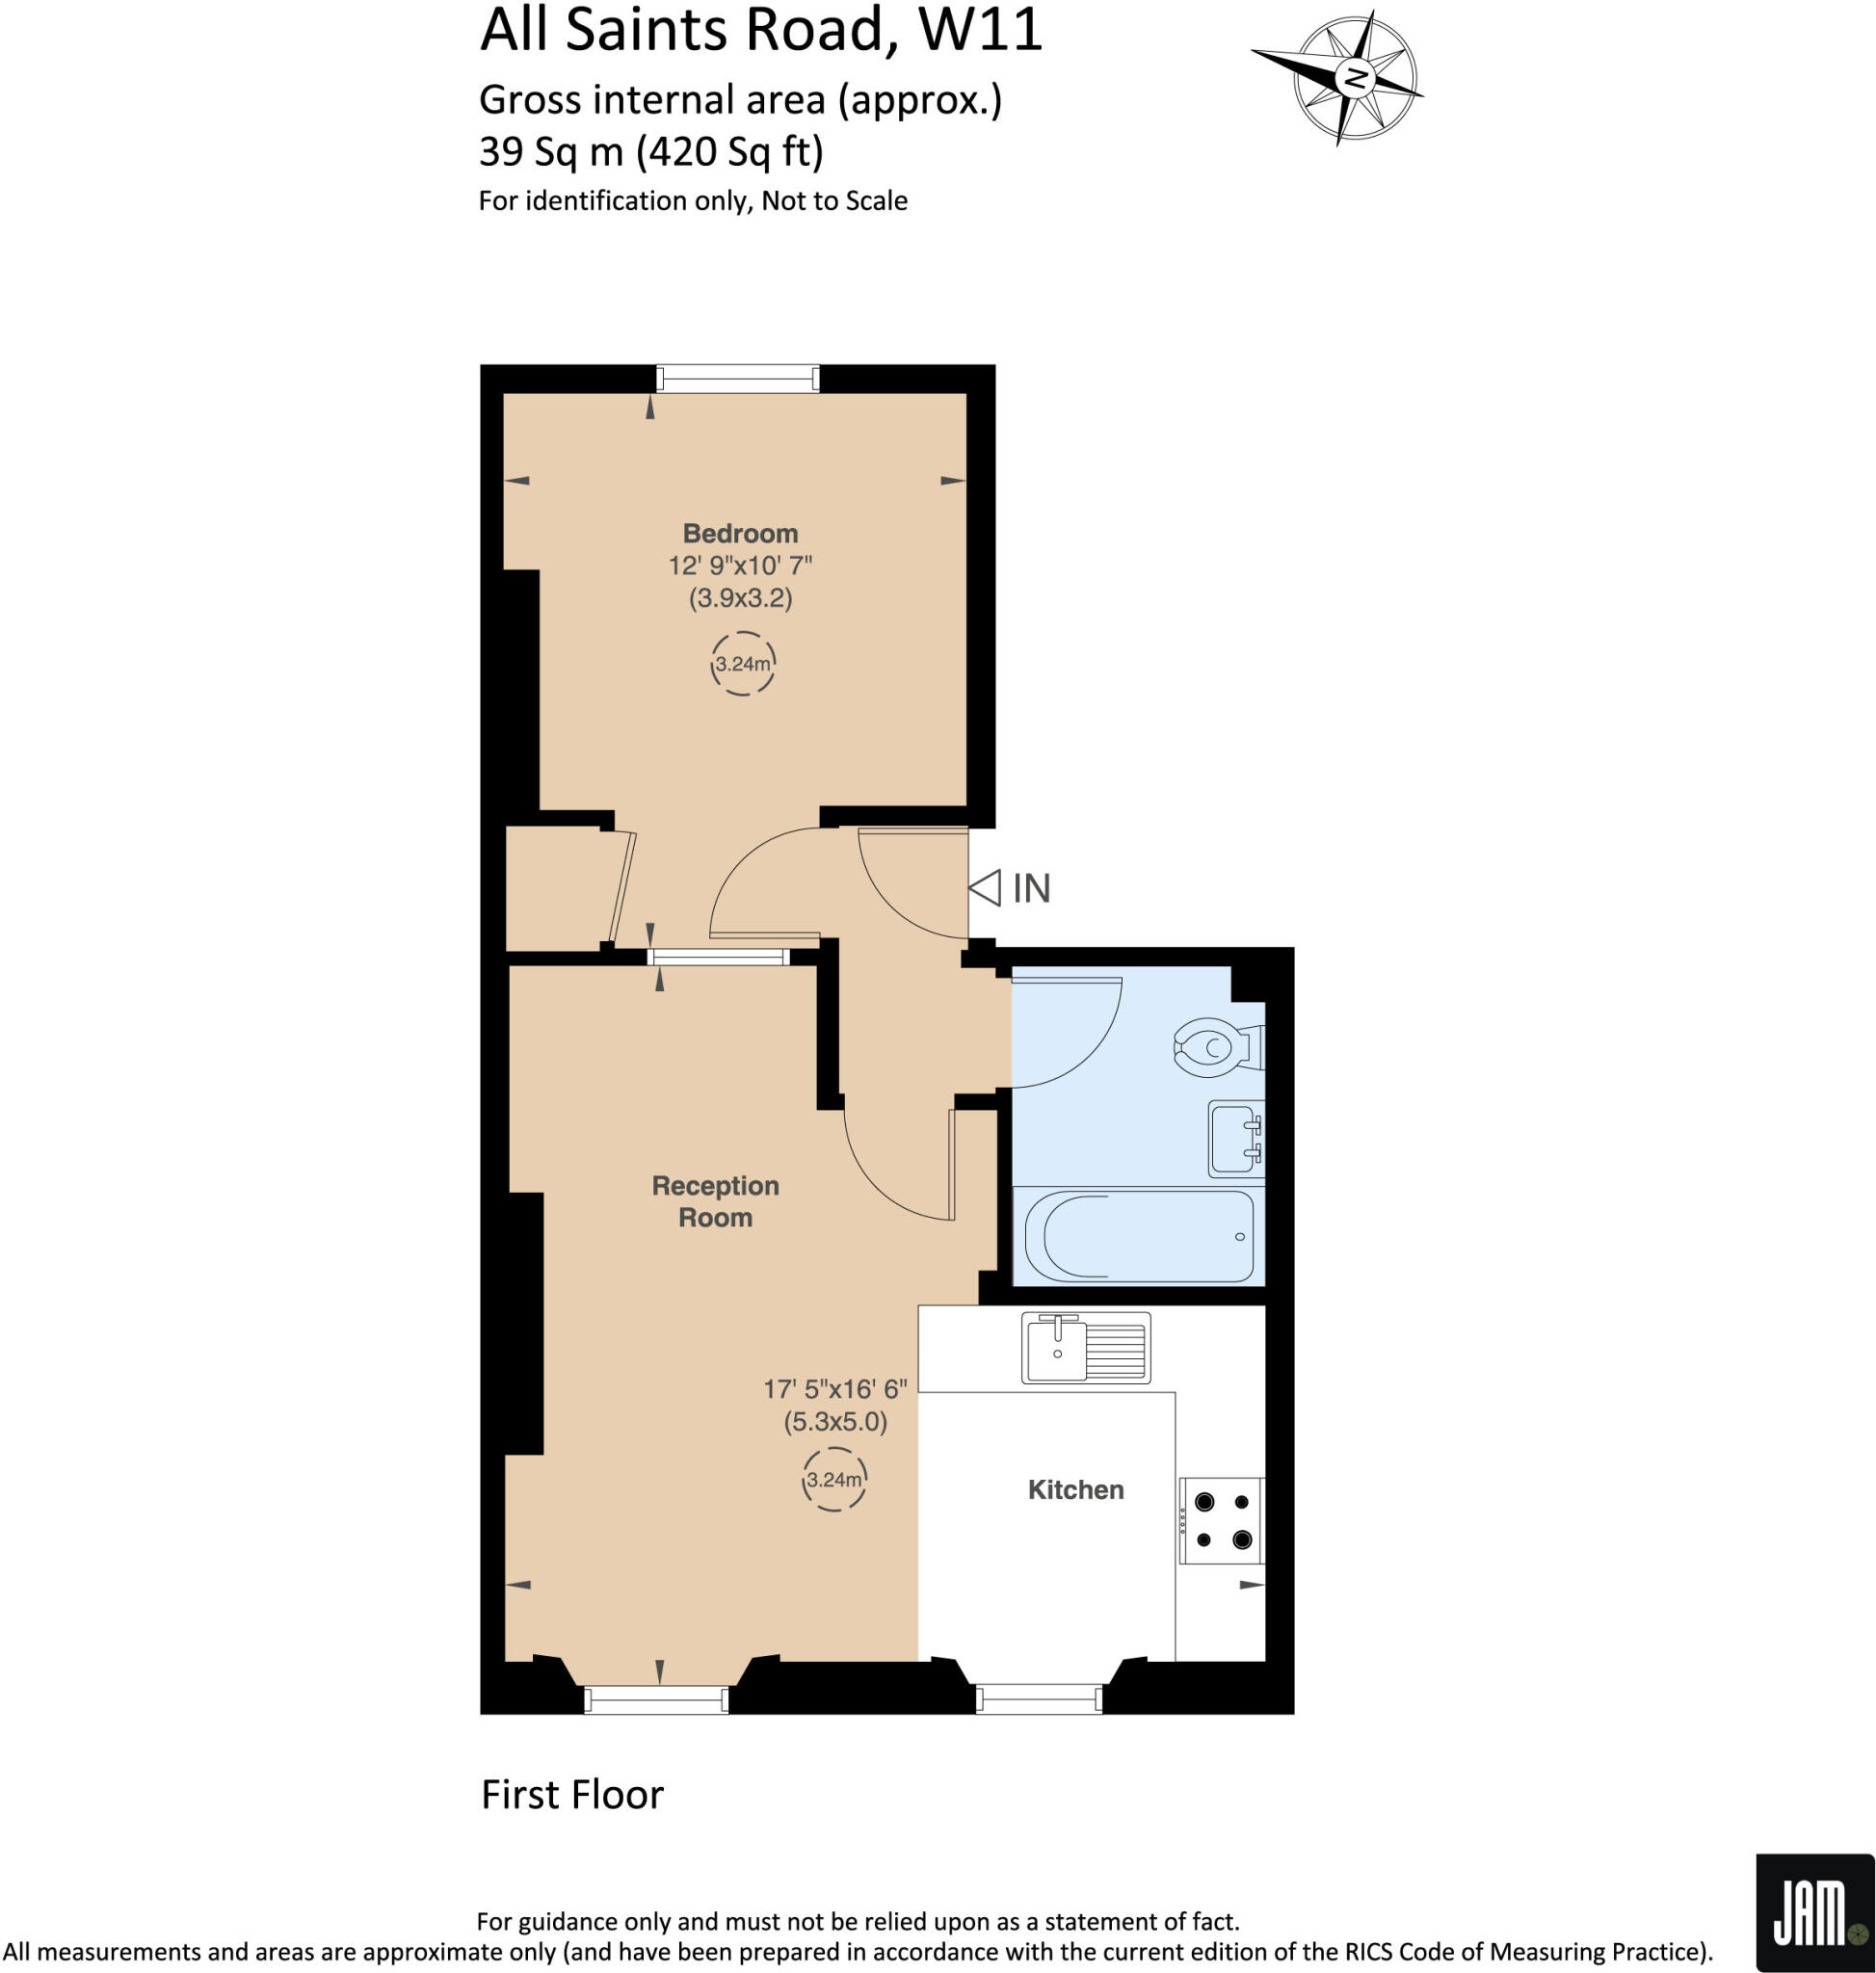 All Saints Road, W11
Gross internal area (approx.)
39 Sq m (420 Sq ft)
For identification only, Not to Scale
N
Bedroom
12' 9"x10' 7"
(3.9x3.2)
3.24m
IN
Reception
Room
17' 5"x16' 6"
(5.3x5.0)
3.24m
Kitchen
First Floor
For guidance only and must not be relied upon as a statement of fact.
All measurements and areas are approximate only (and have been prepared in accordance with the current edition of the RICS Code of Measuring Practice).
JAM.